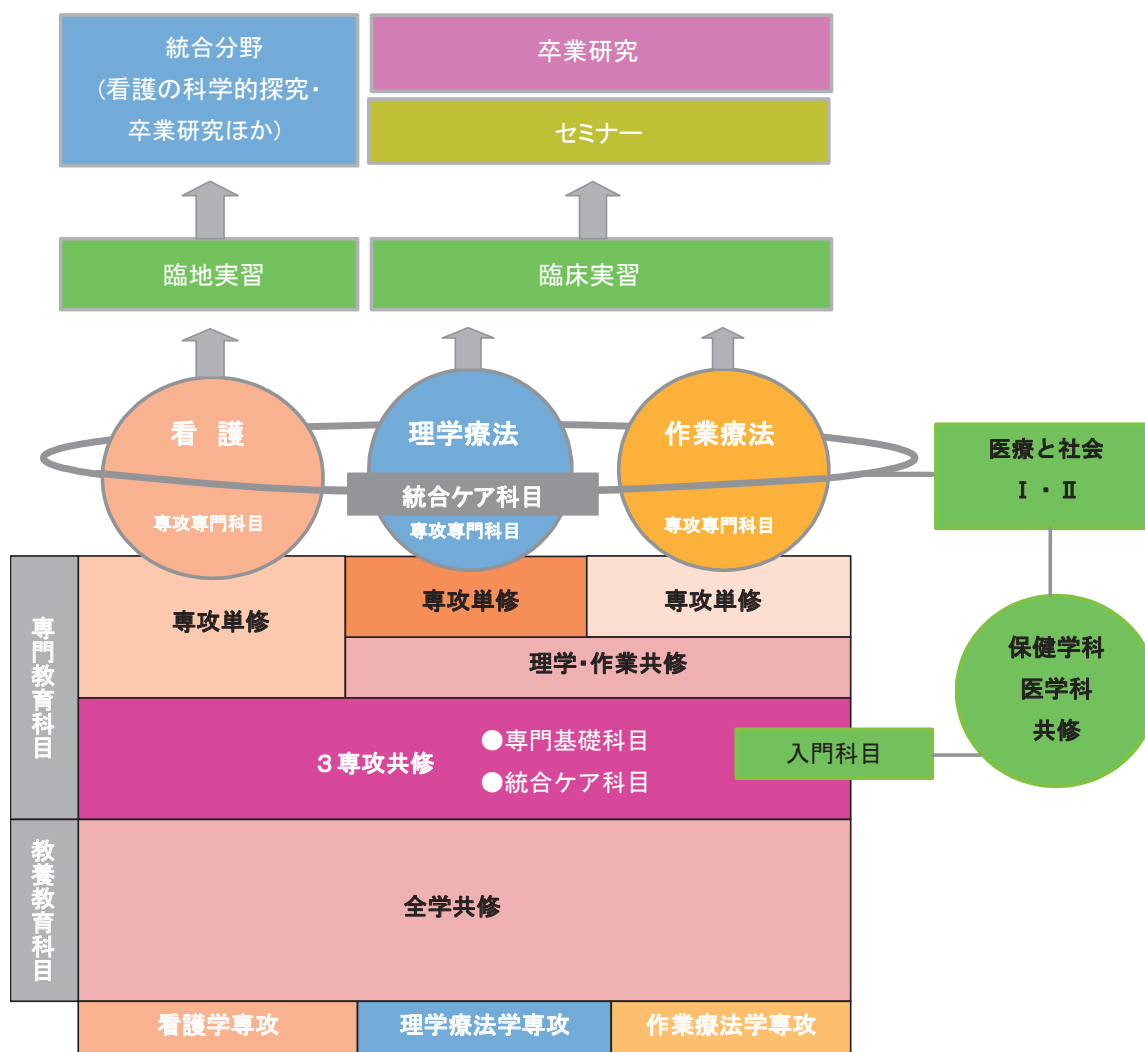 統合分野
(看護の科学的探究・
卒業研究ほか)
卒業研究
セミナー
臨地実習
臨床実習
看 護
理学療法
作業療法
統合ケア科目
専攻専門科目
専攻専門科目
専攻専門科目
医療と社会
Ⅰ・Ⅱ
専攻単修
専攻単修
専攻単修
理学・作業共修
保健学科
医学科
共修
専門教育科目
3専攻共修
●専門基礎科目
●統合ケア科目
入門科目
教養教育科目
全学共修
看護学専攻
理学療法学専攻
作業療法学専攻